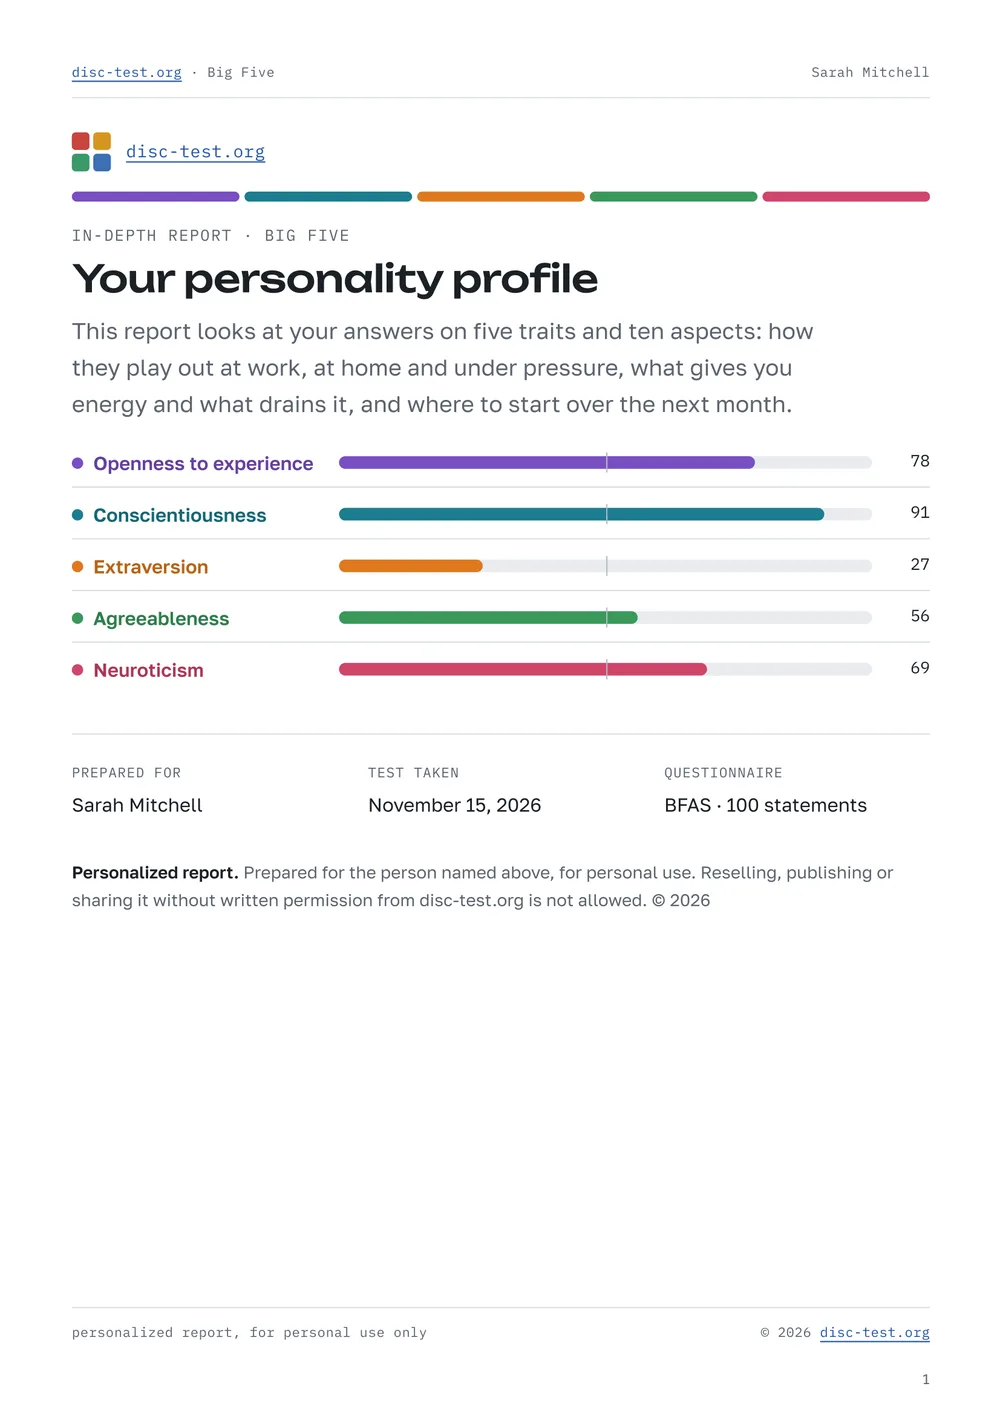 disc-test.org · Big Five
Sarah Mitchell
disc-test.org
IN-DEPTH REPORT · BIG FIVE
Your personality profile
This report looks at your answers on five traits and ten aspects: how
they play out at work, at home and under pressure, what gives you
energy and what drains it, and where to start over the next month.
Openness to experience 78
Conscientiousness 91
Extraversion 27
Agreeableness 56
Neuroticism 69
PREPARED FOR
Sarah Mitchell
TEST TAKEN
November 15, 2026
QUESTIONNAIRE
BFAS · 100 statements
Personalized report. Prepared for the person named above, for personal use. Reselling, publishing or
sharing it without written permission from disc-test.org is not allowed. © 2026
personalized report, for personal use only
© 2026 disc-test.org
1